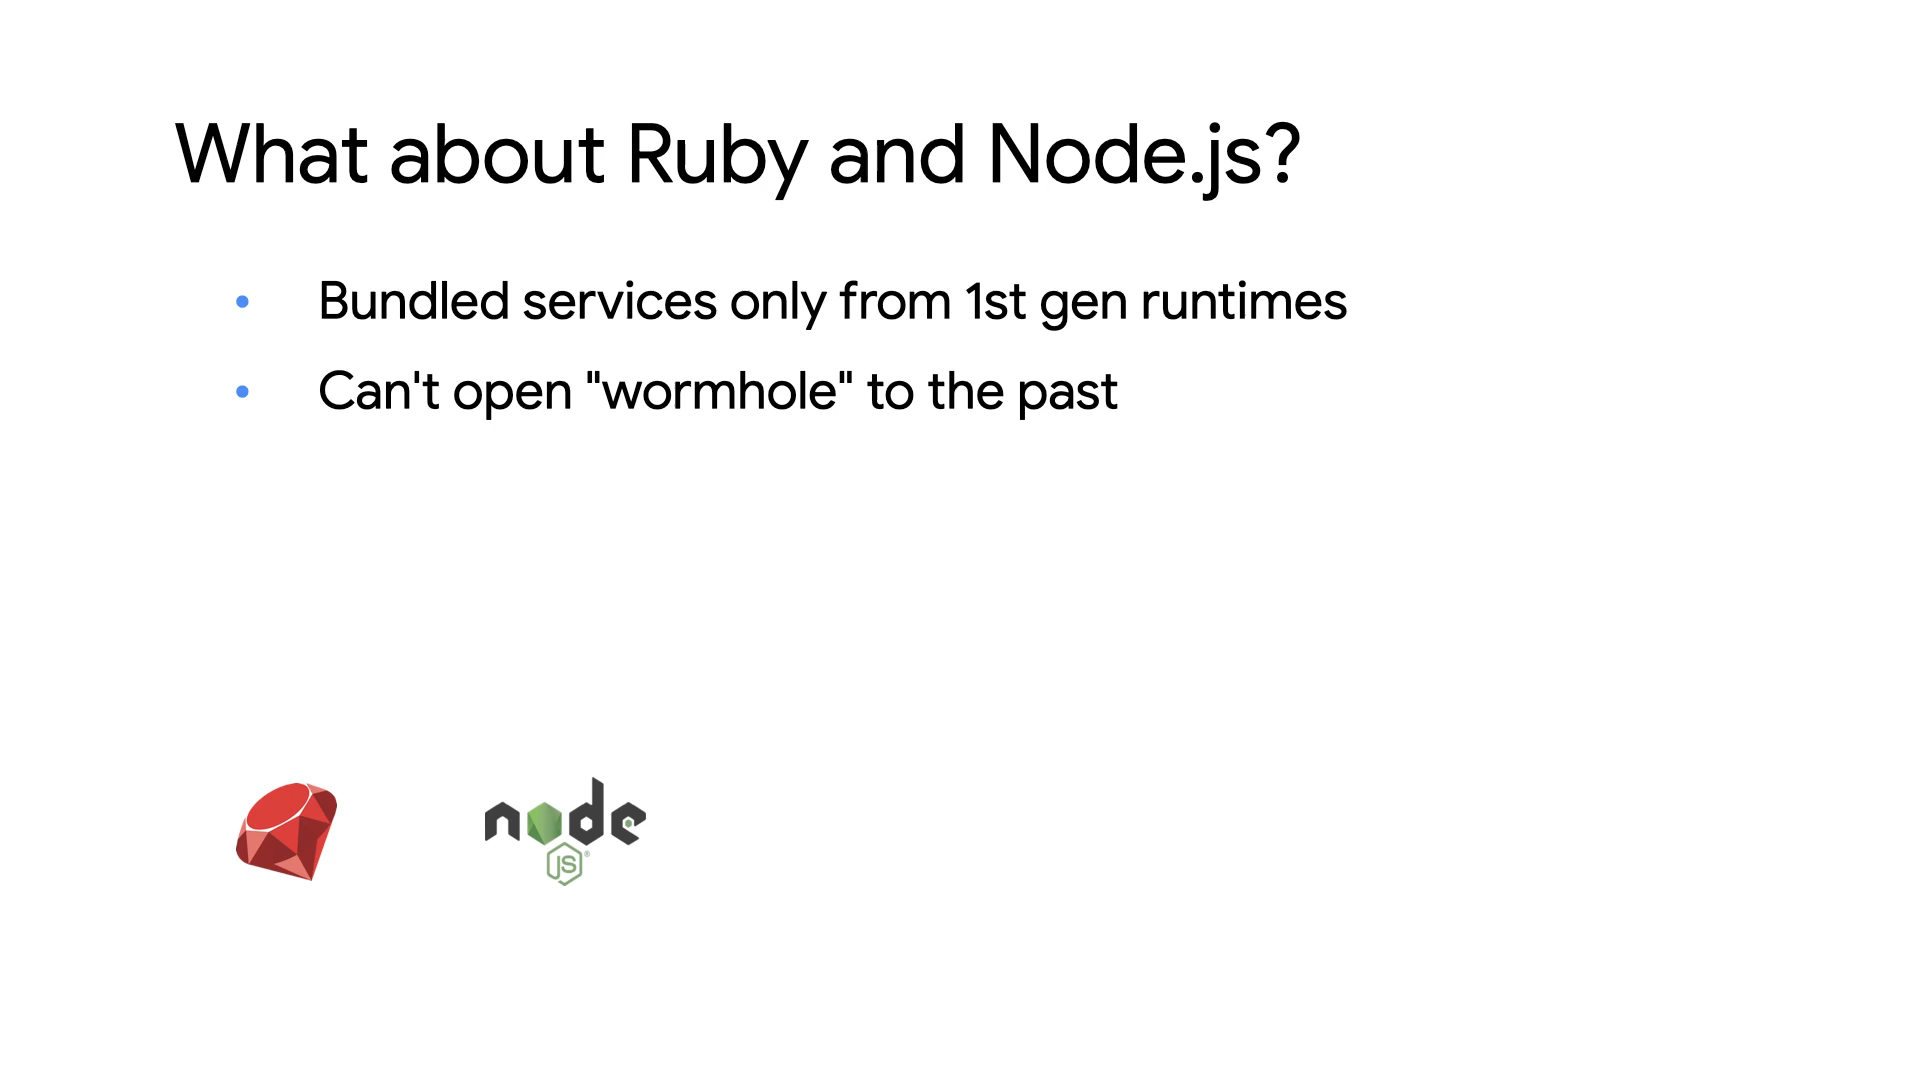 What about Ruby and Node.js?
• Bundled services only from 1st gen runtimes
• Can't open "wormhole" to the past
node
JS®